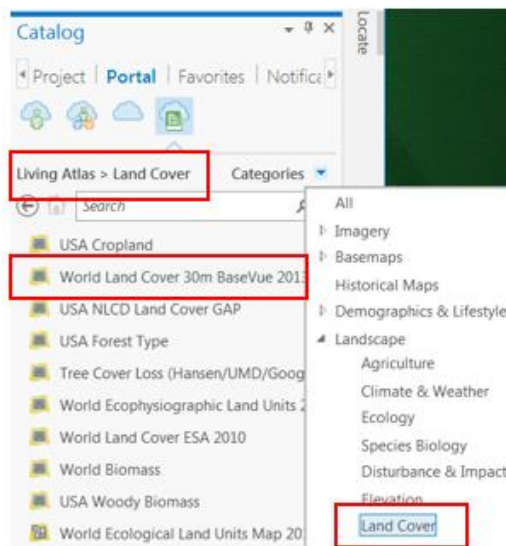 Catalog
Locate
Project | Portal | Favorites | Notifica
Living Atlas > Land Cover
Categories
Search
USA Cropland
World Land Cover 30m BaseVue 2013
USA NLCD Land Cover GAP
USA Forest Type
Tree Cover Loss (Hansen/UMD/Goog
World Ecophysiographic Land Units 2
World Land Cover ESA 2010
World Biomass
USA Woody Biomass
World Ecological Land Units Map 20
All
Imagery
Basemaps
Historical Maps
Demographics & Lifestyle
Landscape
Agriculture
Climate & Weather
Ecology
Species Biology
Disturbance & Impact
Elevation
Land Cover